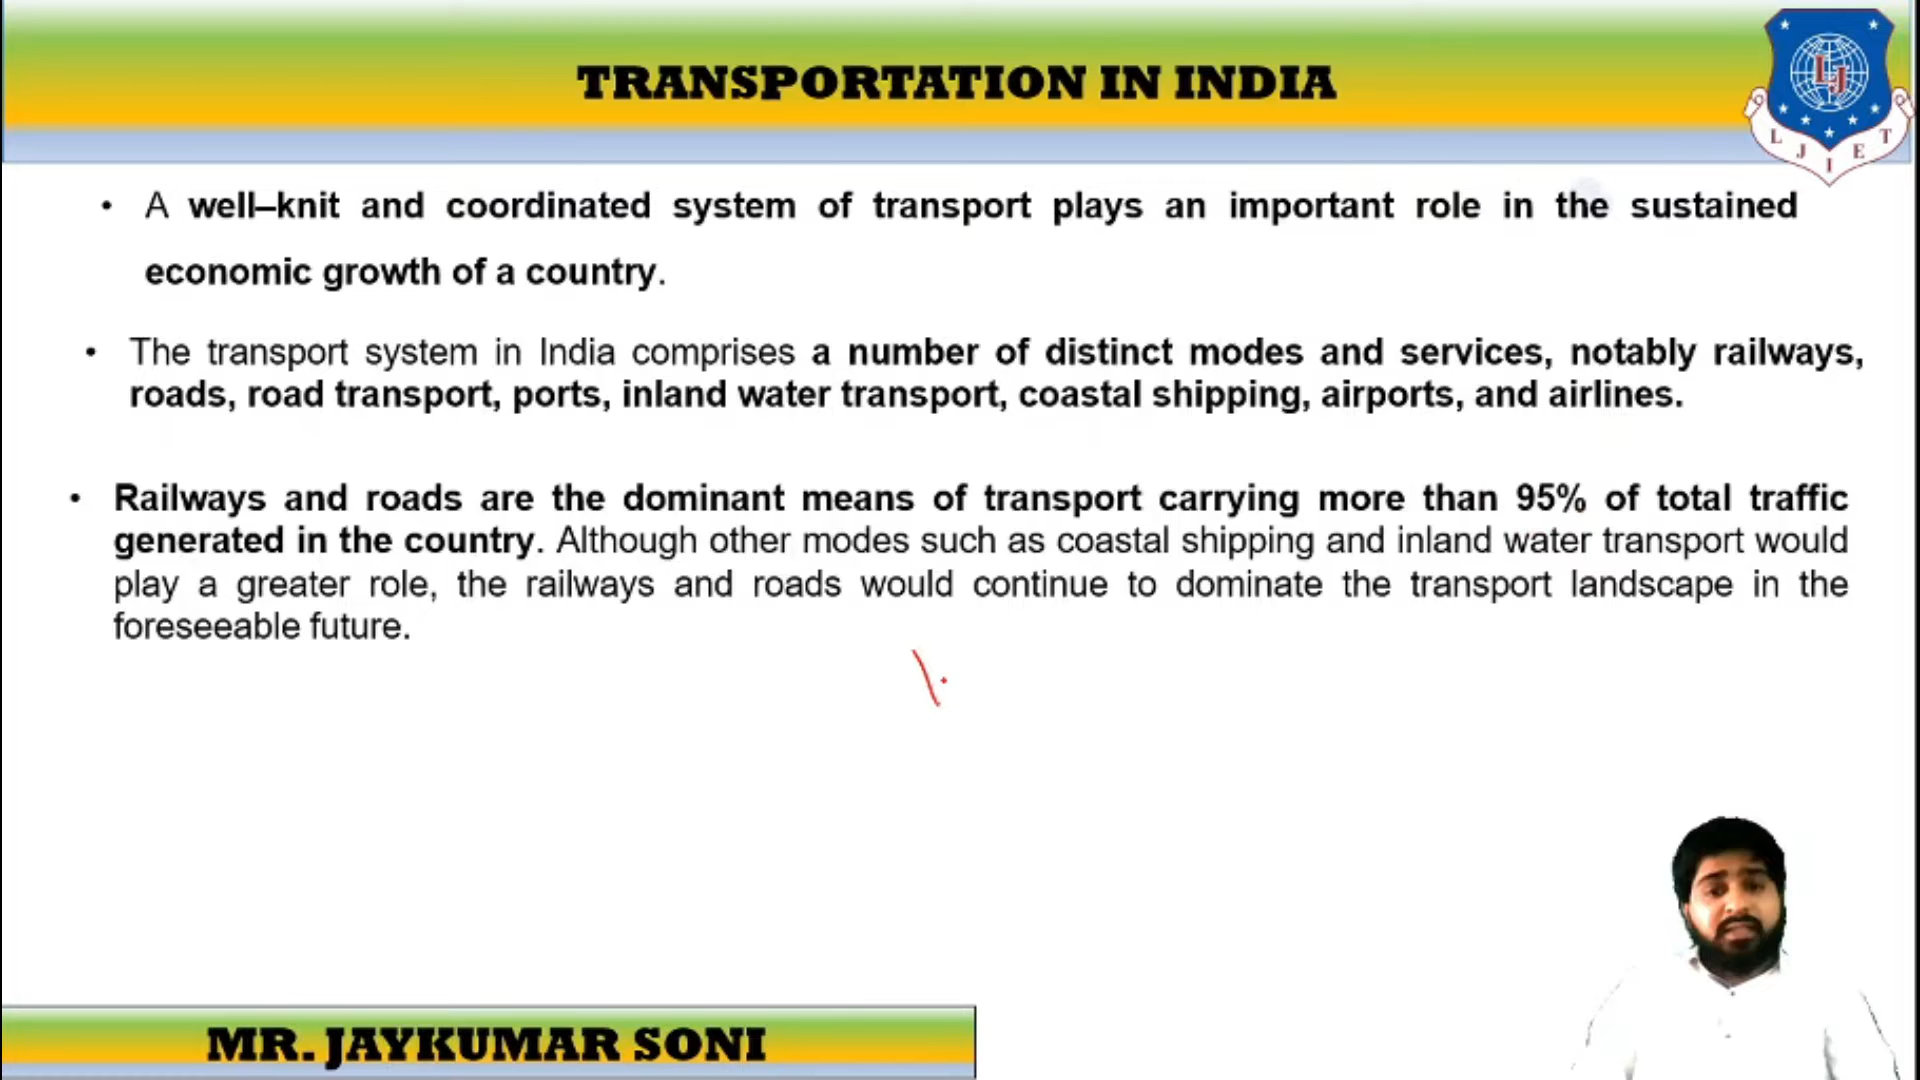 TRANSPORTATION IN INDIA
LJ
L J I E T
• A well–knit and coordinated system of transport plays an important role in the sustained
economic growth of a country.
• The transport system in India comprises a number of distinct modes and services, notably railways,
roads, road transport, ports, inland water transport, coastal shipping, airports, and airlines.
• Railways and roads are the dominant means of transport carrying more than 95% of total traffic
generated in the country. Although other modes such as coastal shipping and inland water transport would
play a greater role, the railways and roads would continue to dominate the transport landscape in the
foreseeable future.
MR. JAYKUMAR SONI